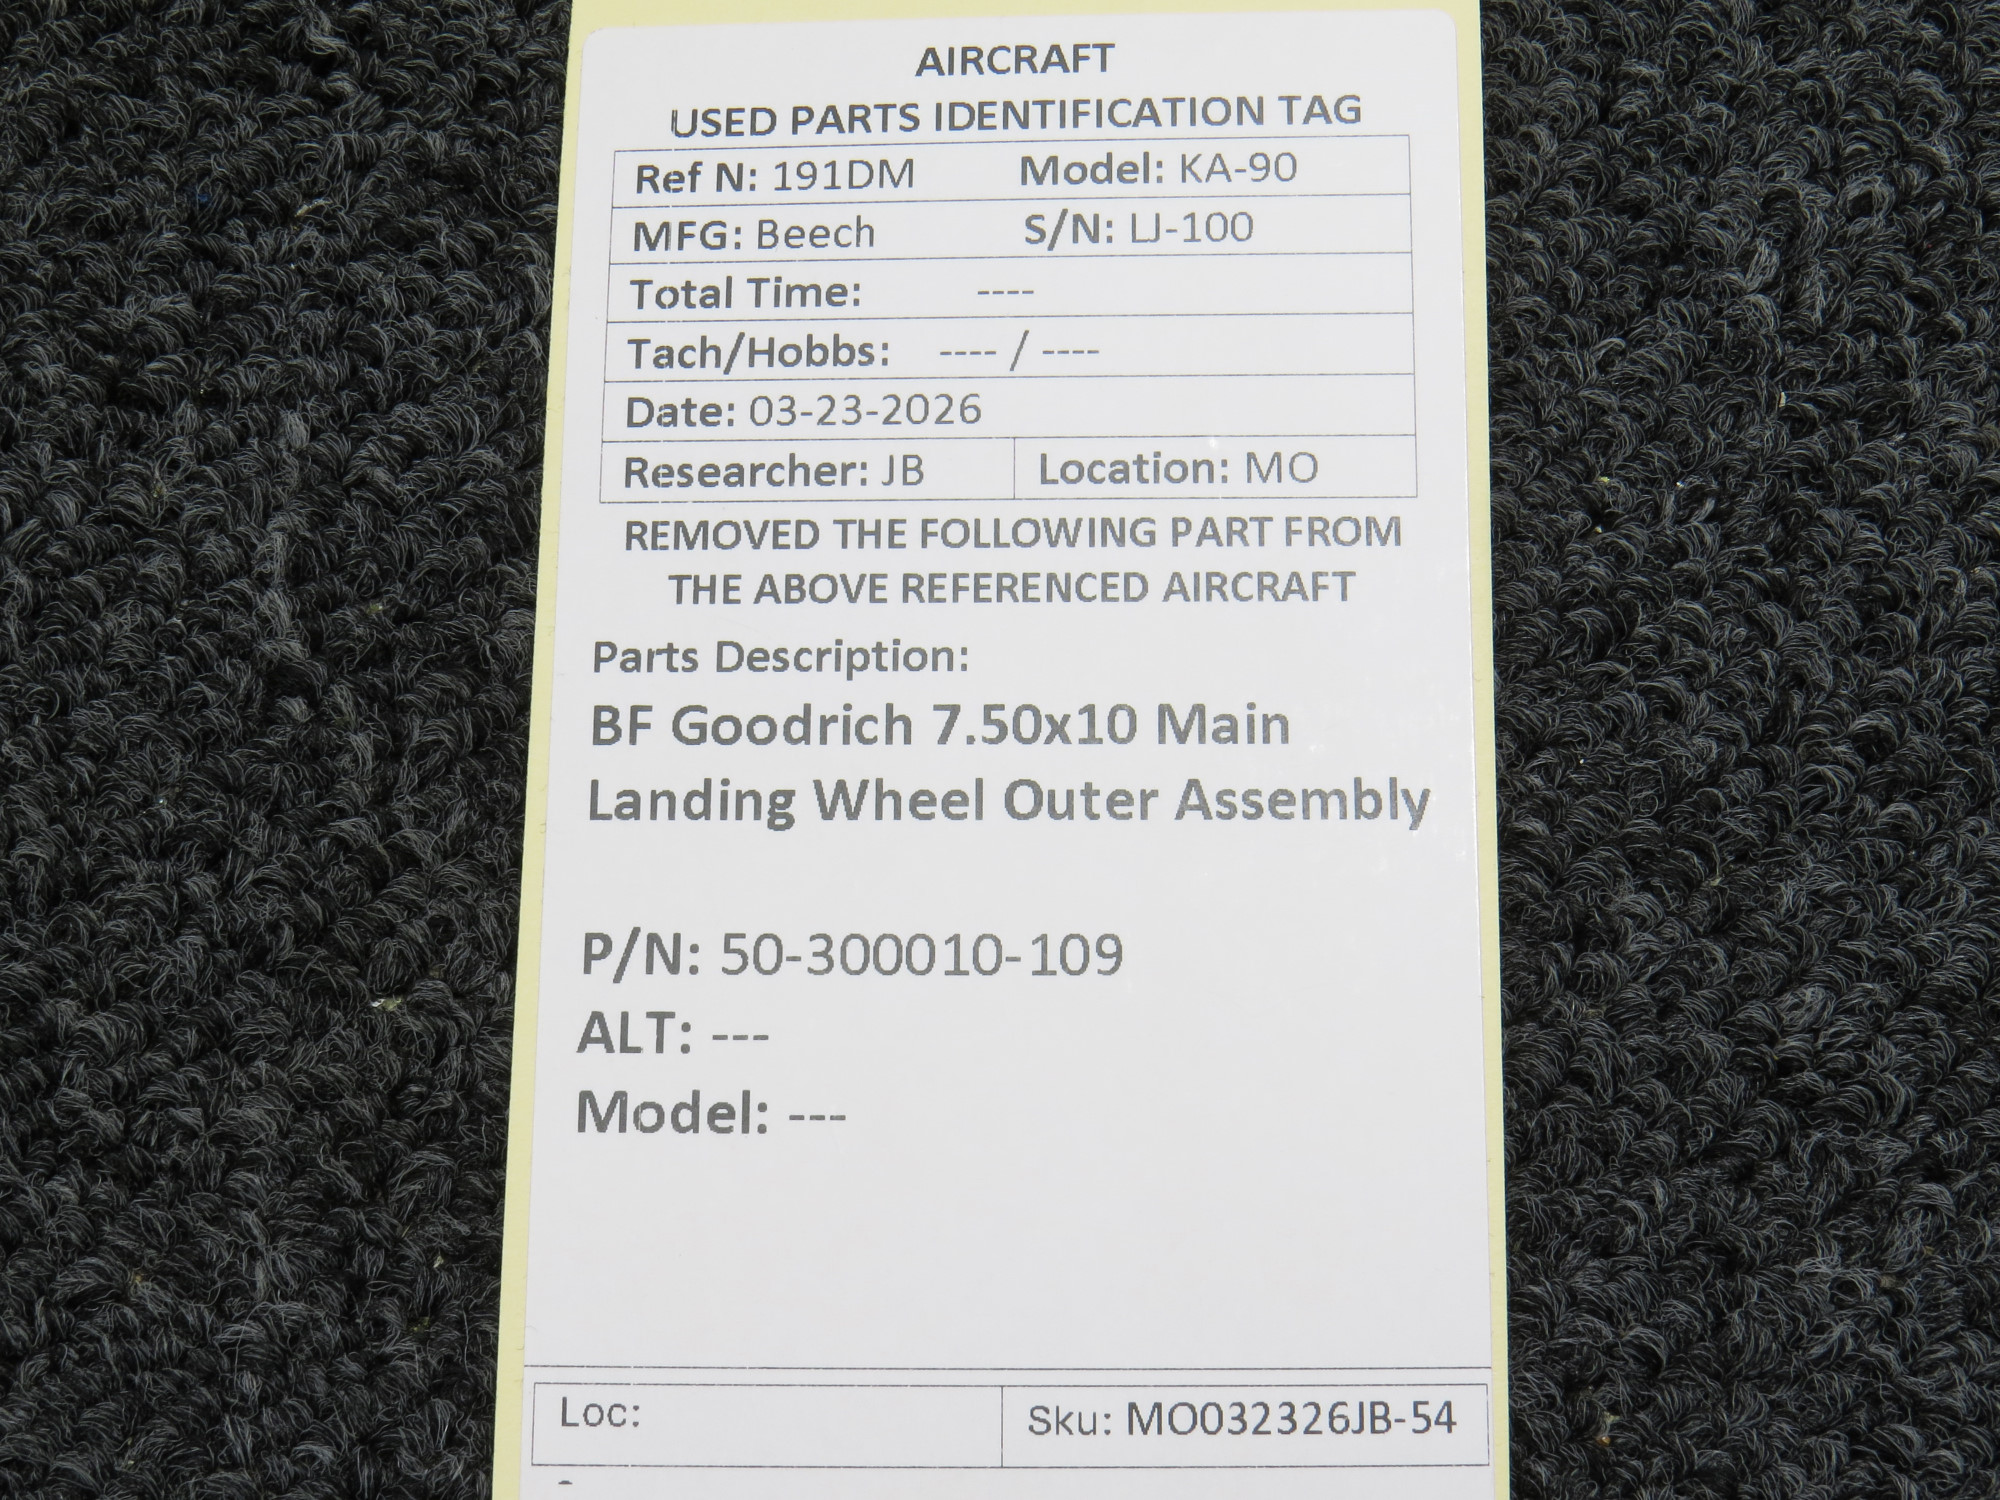 AIRCRAFT
USED PARTS IDENTIFICATION TAG
Ref N: 191DM Model: KA-90
MFG: Beech S/N: LJ-100
Total Time: ----
Tach/Hobbs: ---- / ----
Date: 03-23-2026
Researcher: JB Location: MO
REMOVED THE FOLLOWING PART FROM
THE ABOVE REFERENCED AIRCRAFT
Parts Description:
BF Goodrich 7.50x10 Main
Landing Wheel Outer Assembly
P/N: 50-300010-109
ALT: ---
Model: ---
Loc: Sku: MO032326JB-54